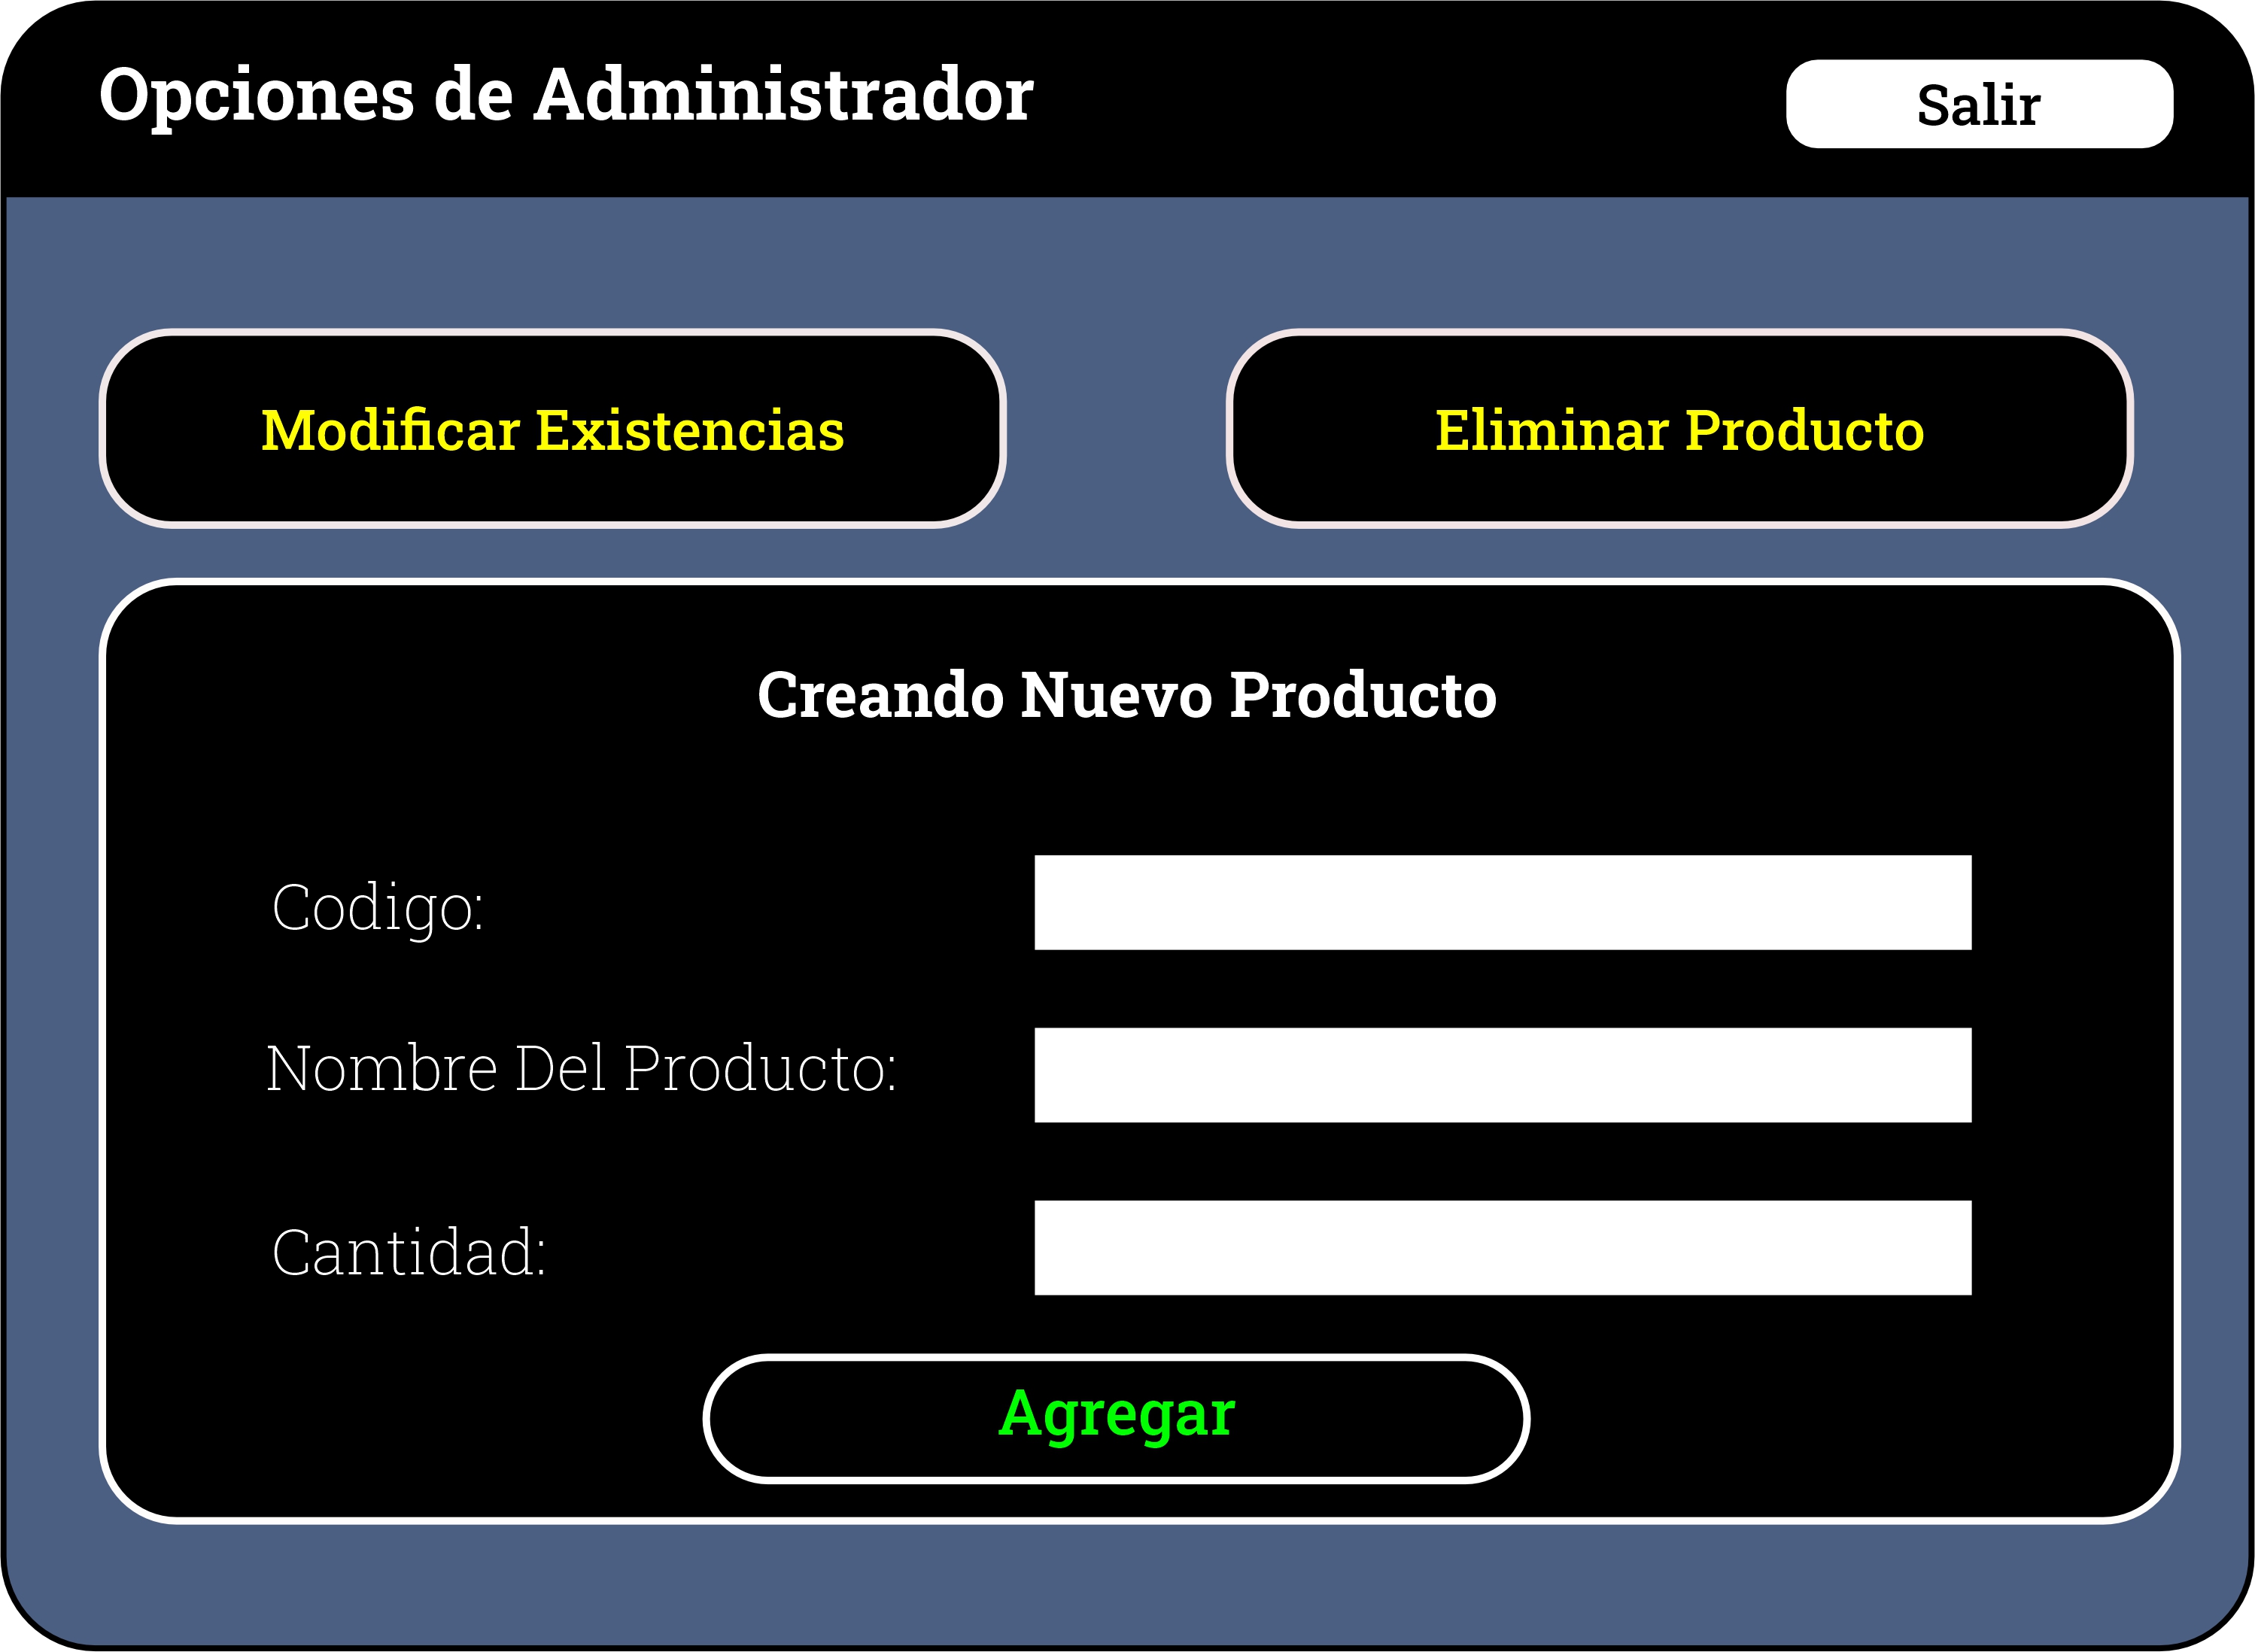 Opciones de Administrador
Salir
Modificar Existencias
Eliminar Producto
Creando Nuevo Producto
Codigo:
Nombre Del Producto:
Cantidad:
Agregar